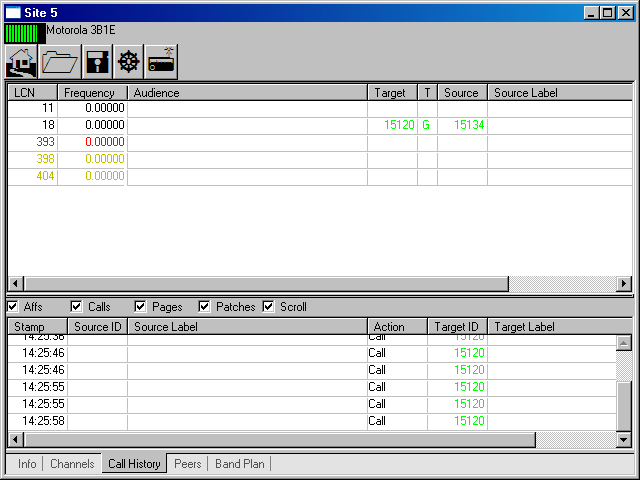 Site 5
Motorola 3B1E
LCN Frequency Audience Target T Source Source Label
11 0.00000
18 0.00000 15120 G 15134
393 0.00000
398 0.00000
404 0.00000
Affs Calls Pages Patches Scroll
Stamp Source ID Source Label Action Target ID Target Label
14:25:36 Call 15120
14:25:46 Call 15120
14:25:46 Call 15120
14:25:55 Call 15120
14:25:55 Call 15120
14:25:58 Call 15120
Info Channels Call History Peers Band Plan